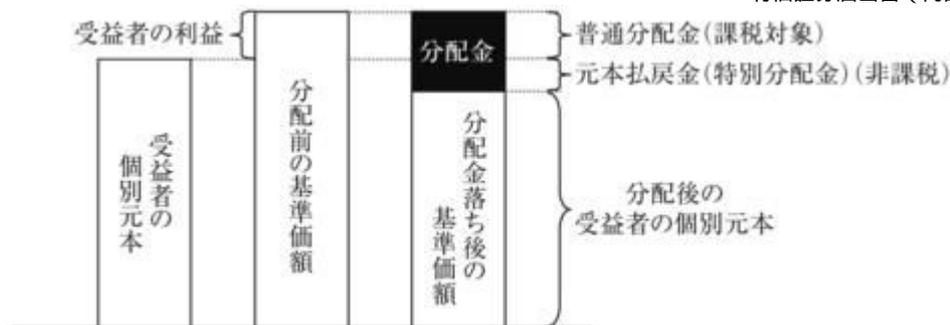 受益者の利益
分配金
普通分配金(課税対象)
元本払戻金(特別分配金)(非課税)
受益者の
個別元本
分配前の基準価額
分配金落ち後の
基準価額
分配後の
受益者の個別元本